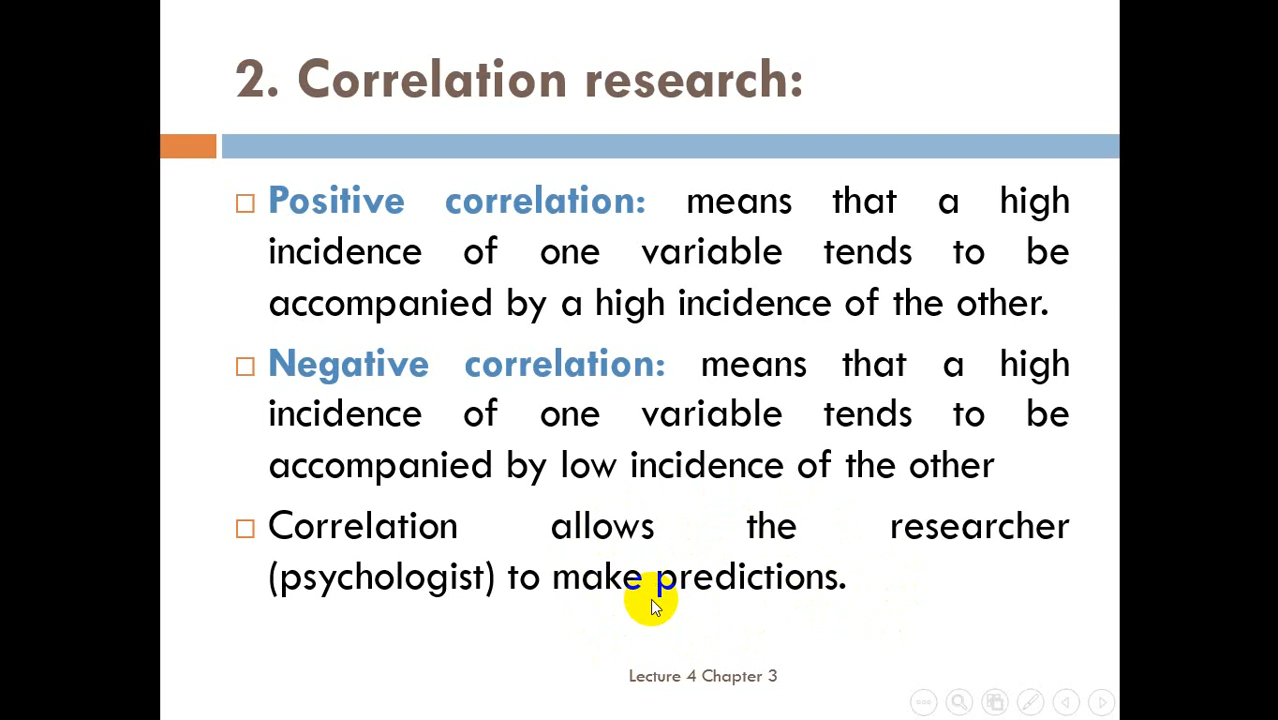 2. Correlation research:
Positive correlation: means that a high
incidence of one variable tends to be
accompanied by a high incidence of the other.
Negative correlation: means that a high
incidence of one variable tends to be
accompanied by low incidence of the other
Correlation allows the researcher
(psychologist) to make predictions.
Lecture 4 Chapter 3